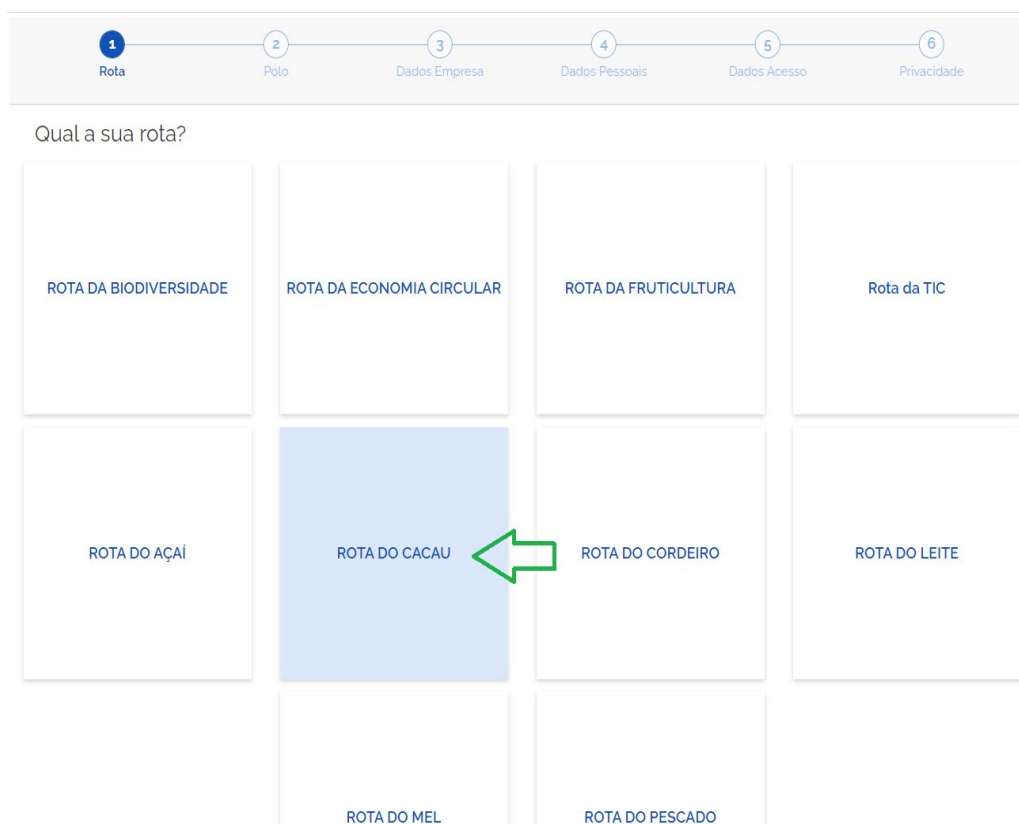 1 2 3 4 5 6
Rota Polo Dados Empresa Dados Pessoais Dados Acesso Privacidade
Qual a sua rota?
ROTA DA BIODIVERSIDADE ROTA DA ECONOMIA CIRCULAR ROTA DA FRUTICULTURA Rota da TIC
ROTA DO AÇAÍ ROTA DO CACAU ROTA DO CORDEIRO ROTA DO LEITE
ROTA DO MEL ROTA DO PESCADO